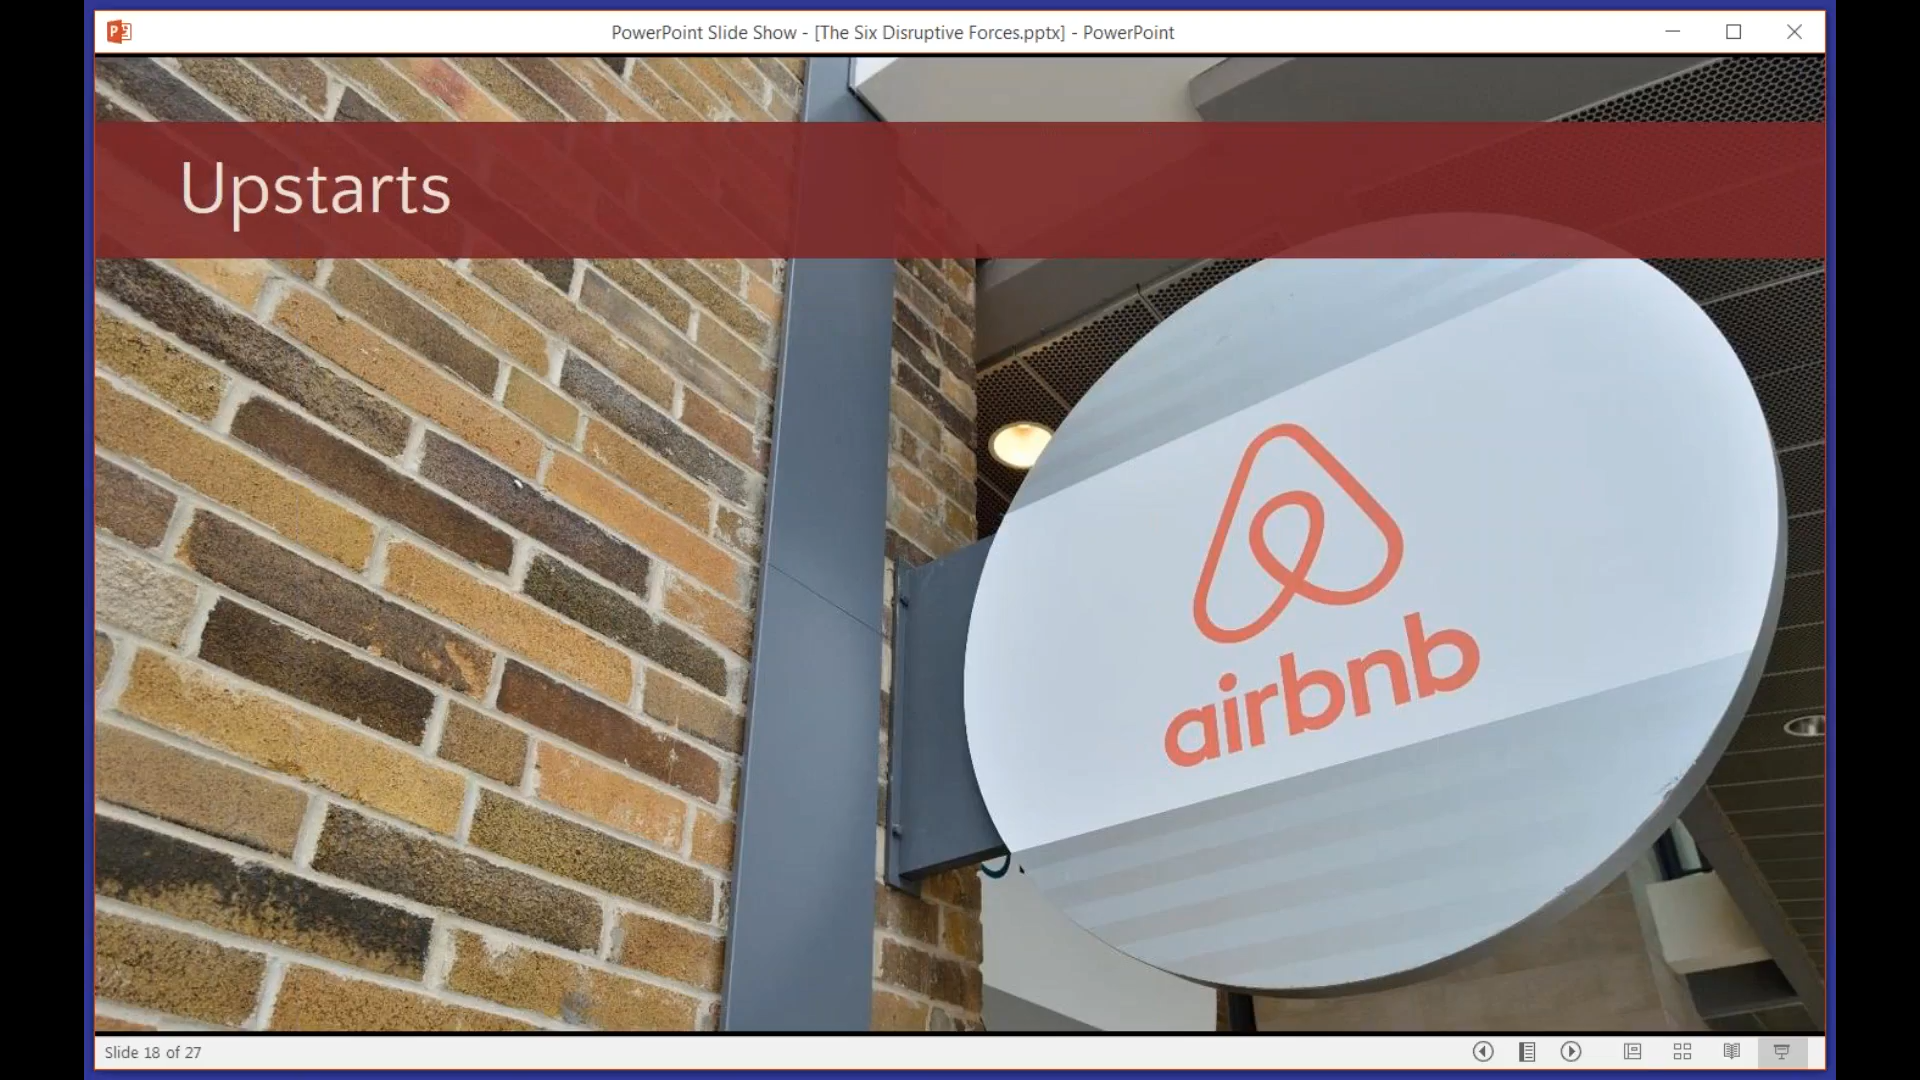 PowerPoint Slide Show - [The Six Disruptive Forces.pptx] - PowerPoint
Upstarts
airbnb
Slide 18 of 27